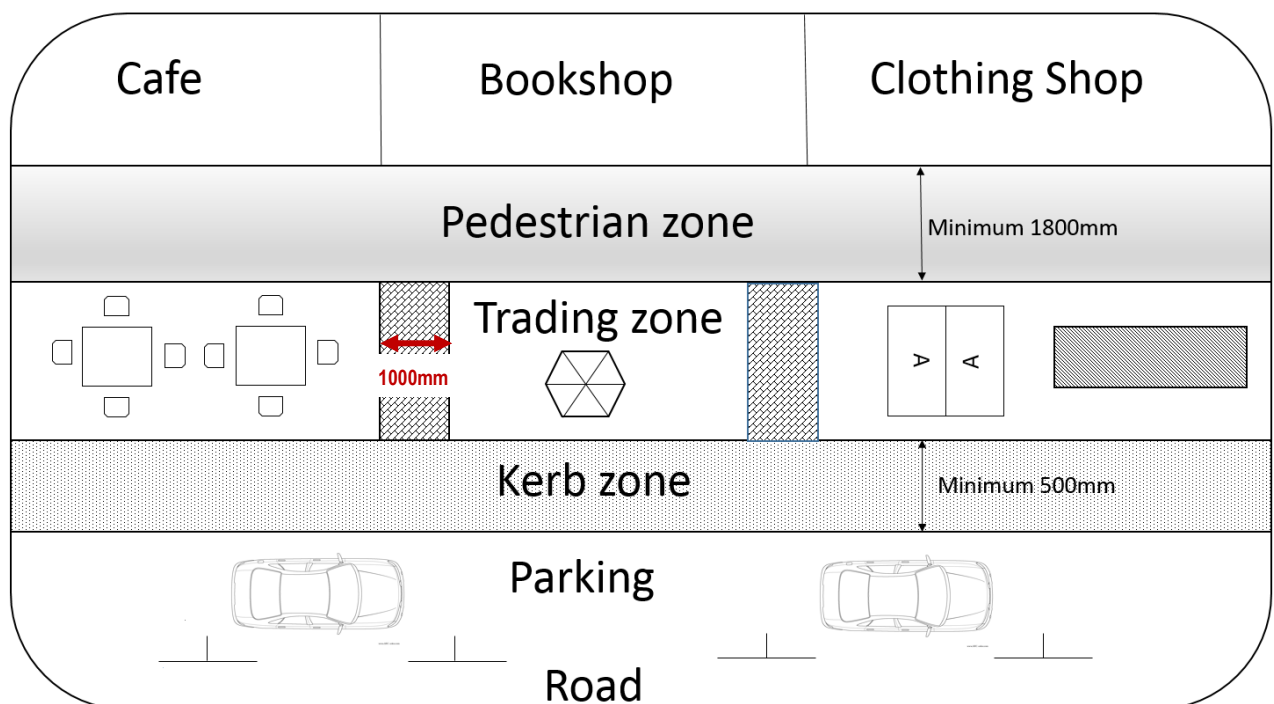 Cafe
Bookshop
Clothing Shop
Pedestrian zone
Minimum 1800mm
Trading zone
1000mm
A
A
Kerb zone
Minimum 500mm
Parking
Road